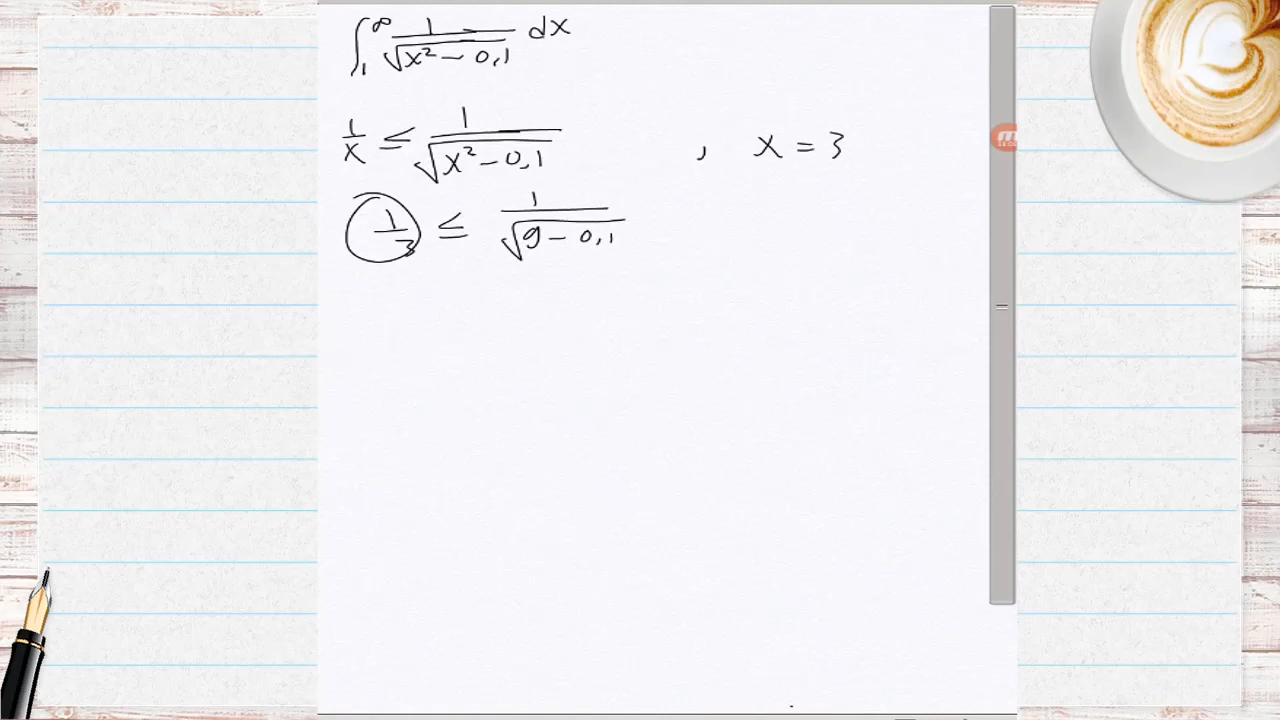 ∫₁^∞ 1/√(x² − 0,1) dx
1/x ≤ 1/√(x² − 0,1) , x = 3
1/3 ≤ 1/√(9 − 0,1)